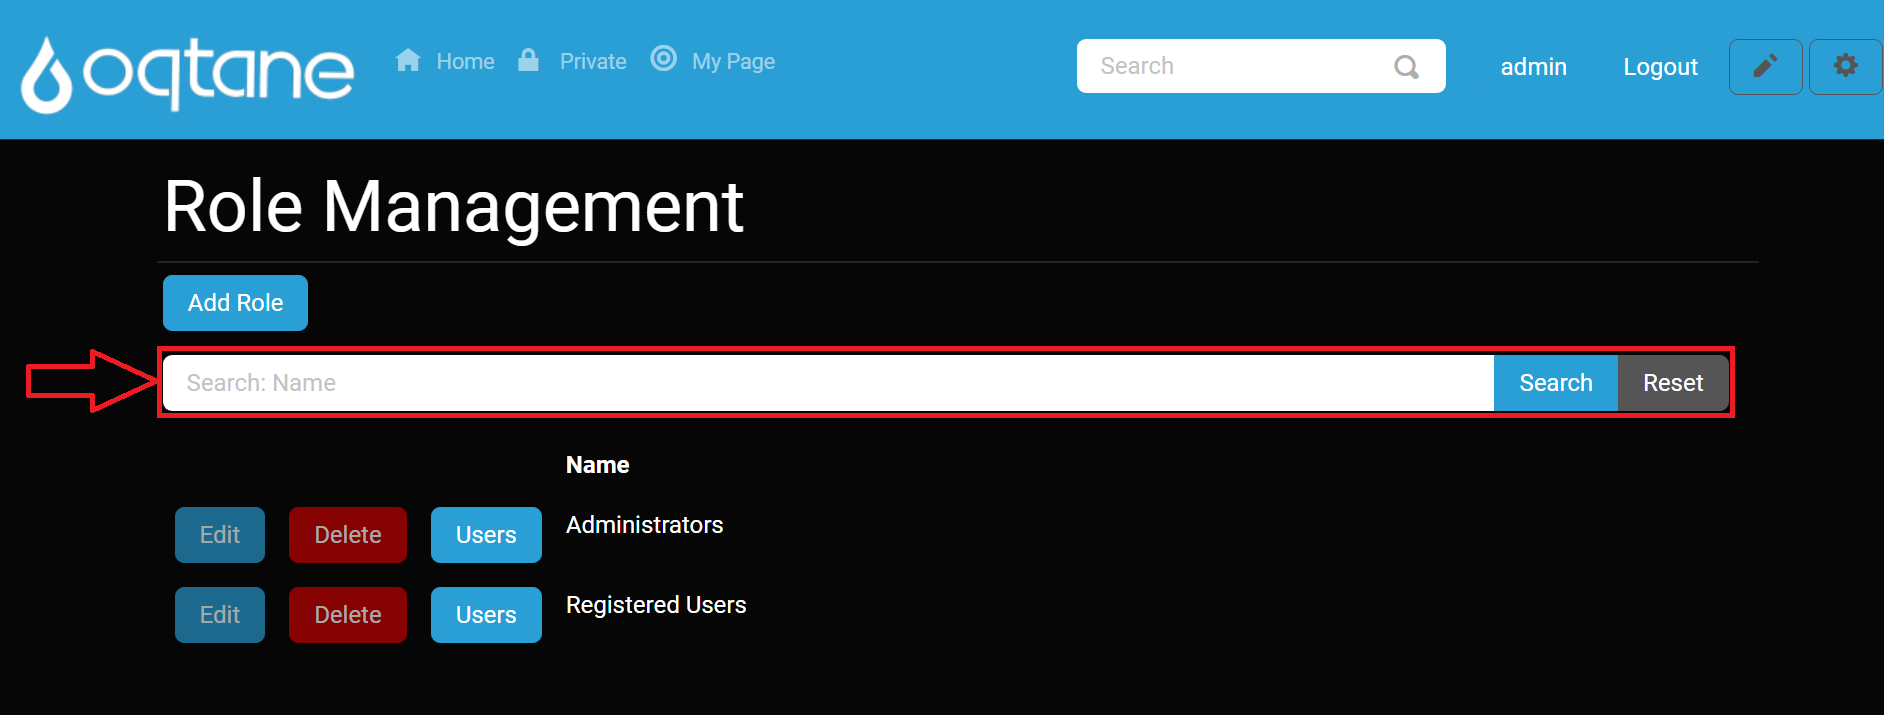 oqtane Home Private My Page Search admin Logout
Role Management
Add Role
Search: Name Search Reset
Name
Edit Delete Users Administrators
Edit Delete Users Registered Users